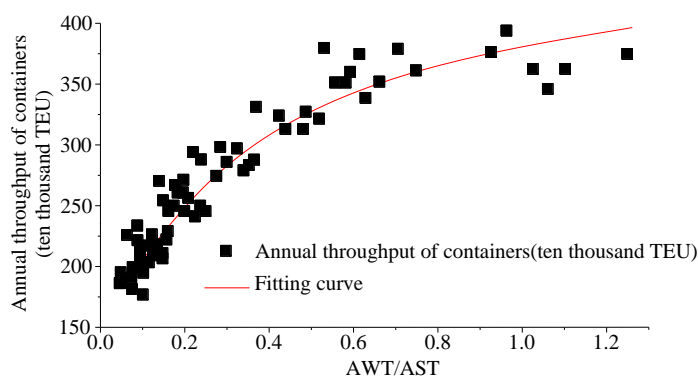 400
350
300
250
200
150
Annual throughput of containers
(ten thousand TEU)
Annual throughput of containers(ten thousand TEU)
Fitting curve
0.0 0.2 0.4 0.6 0.8 1.0 1.2
AWT/AST